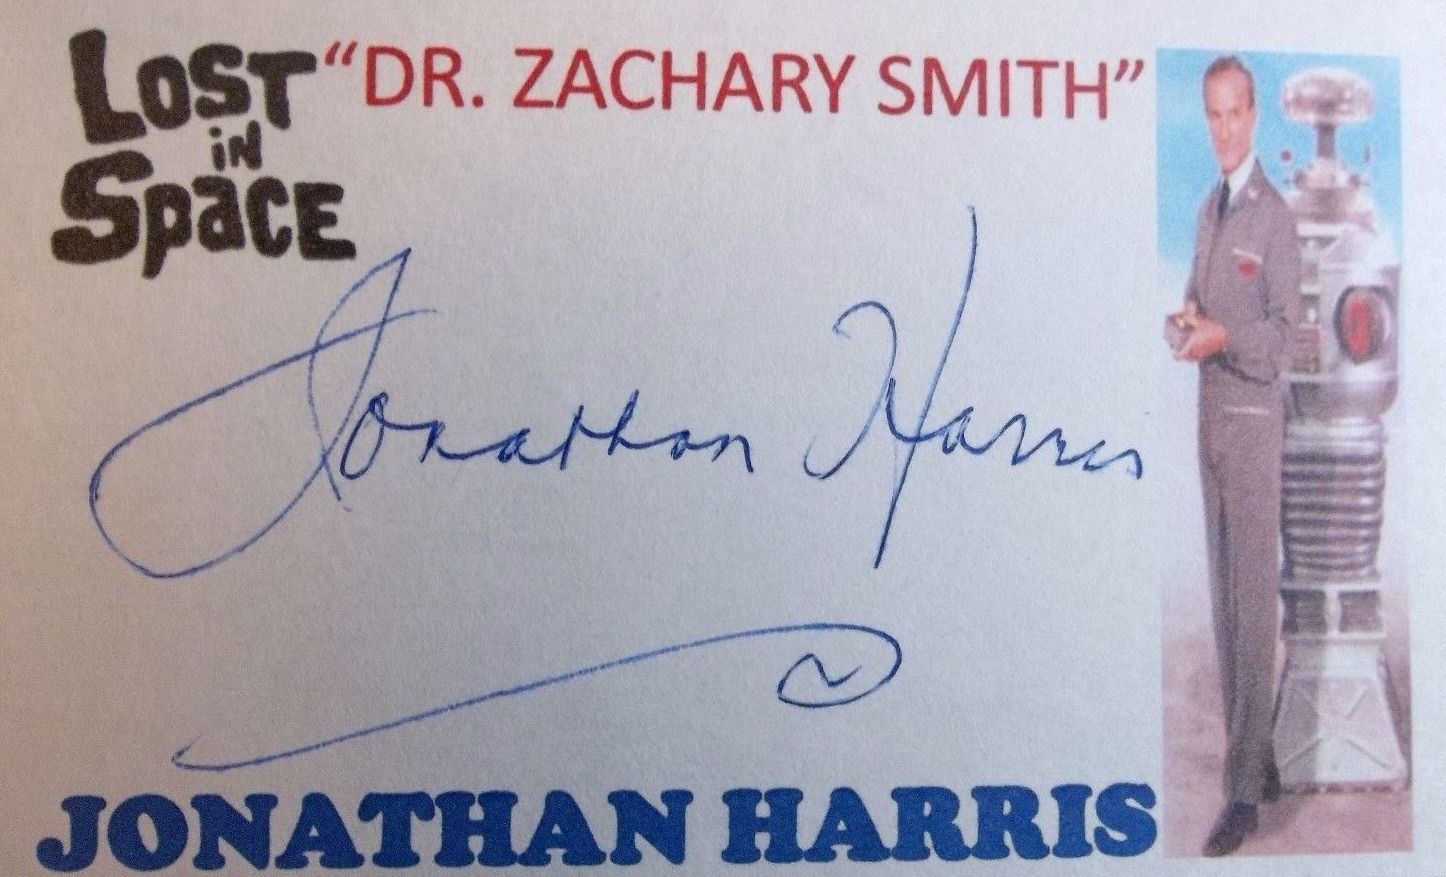 LOST
IN
SPACE
“DR. ZACHARY SMITH”
Jonathan Harris
JONATHAN HARRIS